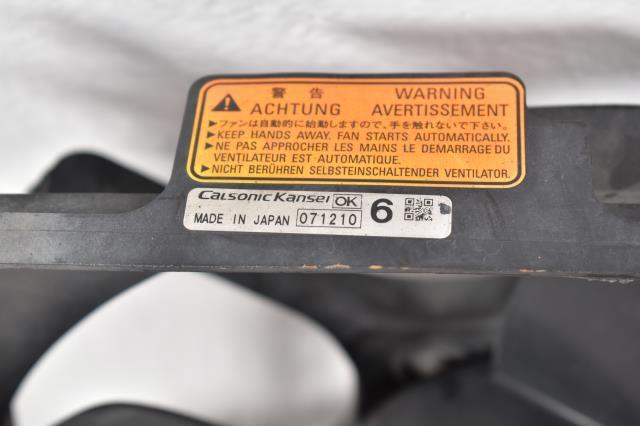 警告 WARNING
ACHTUNG AVERTISSEMENT
▶ファンは自動的に始動しますので、手を触れないで下さい。
▶KEEP HANDS AWAY. FAN STARTS AUTOMATICALLY.
▶NE PAS APPROCHER LES MAINS LE DEMARRAGE DU
VENTILATEUR EST AUTOMATIQUE.
▶NICHT BERÜHREN SELBSTEINSCHALTENDER VENTILATOR.
Calsonic Kansei OK 6
MADE IN JAPAN 071210